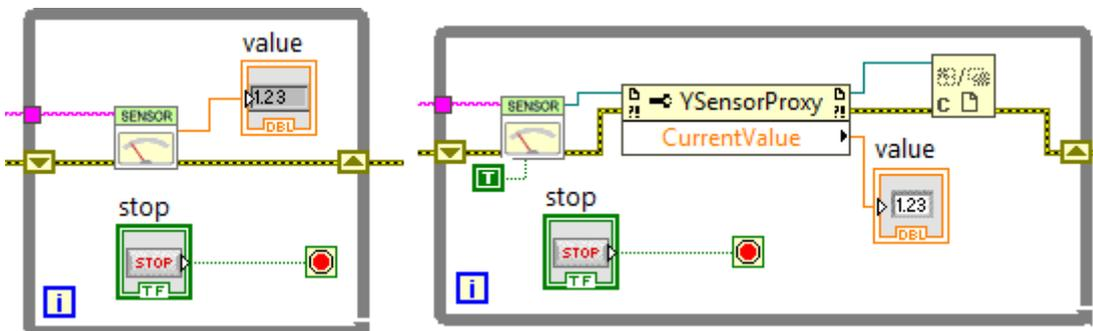 value
1.23
DBL
SENSOR
stop
STOP
TF
i
SENSOR
YSensorProxy
CurrentValue
C
T
value
1.23
DBL
stop
STOP
TF
i